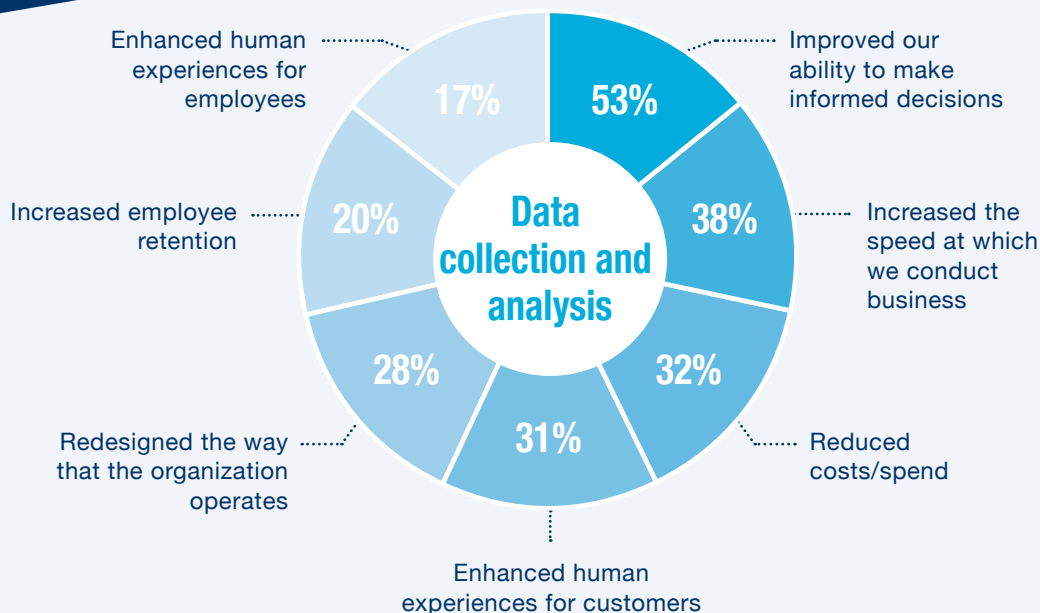 Data
collection and
analysis
53%
Improved our
ability to make
informed decisions
38%
Increased the
speed at which
we conduct
business
32%
Reduced
costs/spend
31%
Enhanced human
experiences for customers
28%
Redesigned the way
that the organization
operates
20%
Increased employee
retention
17%
Enhanced human
experiences for
employees